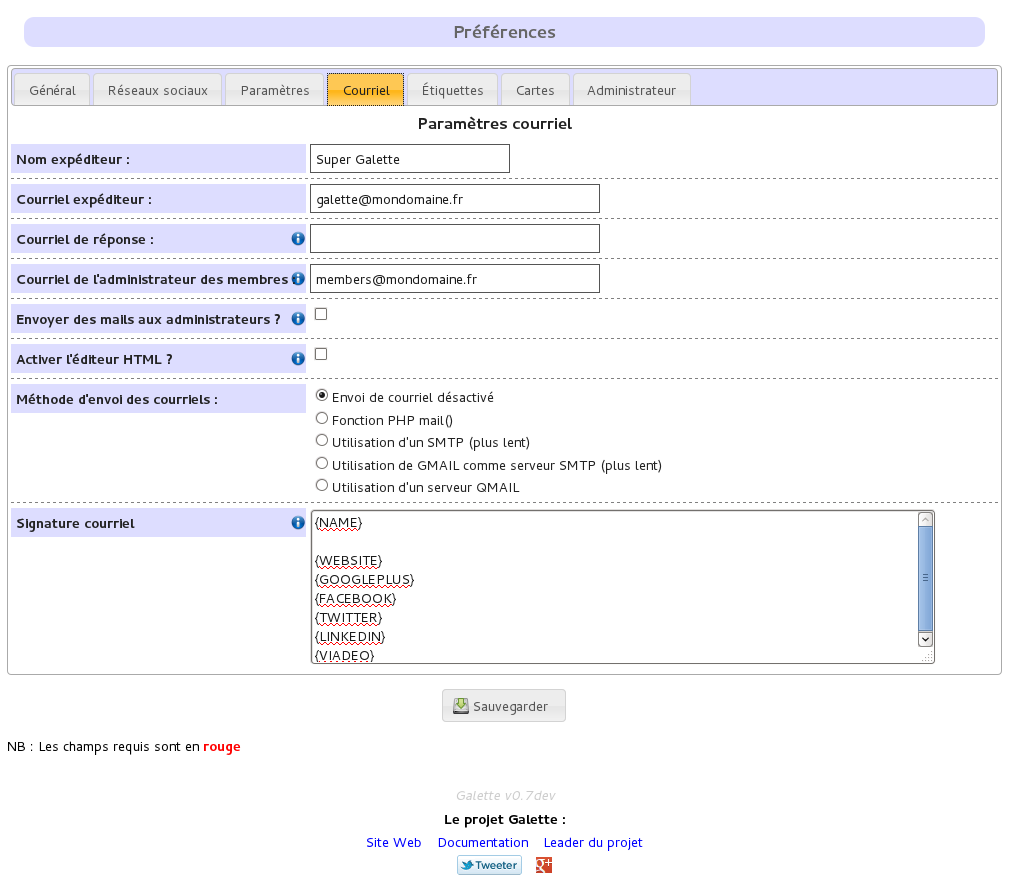 Préférences
Général Réseaux sociaux Paramètres Courriel Étiquettes Cartes Administrateur
Paramètres courriel
Nom expéditeur : Super Galette
Courriel expéditeur : galette@mondomaine.fr
Courriel de réponse :
Courriel de l'administrateur des membres members@mondomaine.fr
Envoyer des mails aux administrateurs ?
Activer l'éditeur HTML ?
Méthode d'envoi des courriels : Envoi de courriel désactivé
Fonction PHP mail()
Utilisation d'un SMTP (plus lent)
Utilisation de GMAIL comme serveur SMTP (plus lent)
Utilisation d'un serveur QMAIL
Signature courriel {NAME}
{WEBSITE}
{GOOGLEPLUS}
{FACEBOOK}
{TWITTER}
{LINKEDIN}
{VIADEO}
Sauvegarder
NB : Les champs requis sont en rouge
Galette v0.7dev
Le projet Galette :
Site Web Documentation Leader du projet
Tweeter g+